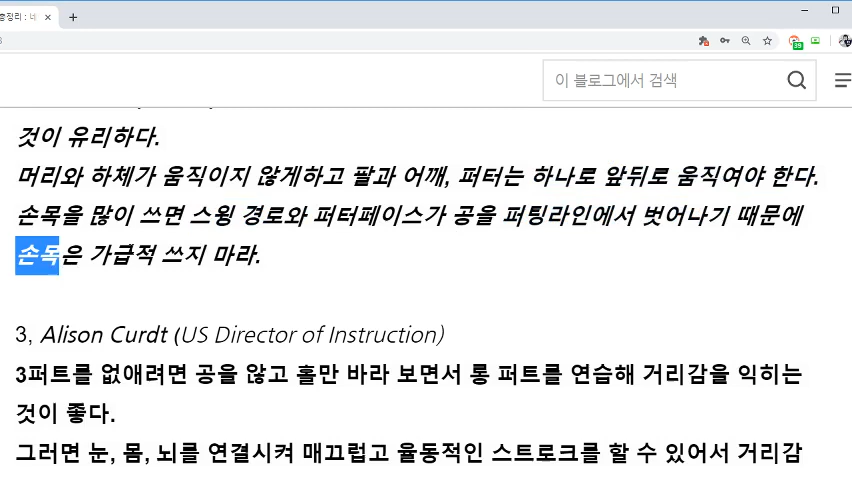 총정리 : 네
39
이 블로그에서 검색
것이 유리하다.
머리와 하체가 움직이지 않게하고 팔과 어깨, 퍼터는 하나로 앞뒤로 움직여야 한다.
손목을 많이 쓰면 스윙 경로와 퍼터페이스가 공을 퍼팅라인에서 벗어나기 때문에
손목은 가급적 쓰지 마라.
3, Alison Curdt (US Director of Instruction)
3퍼트를 없애려면 공을 않고 홀만 바라 보면서 롱 퍼트를 연습해 거리감을 익히는
것이 좋다.
그러면 눈, 몸, 뇌를 연결시켜 매끄럽고 율동적인 스트로크를 할 수 있어서 거리감